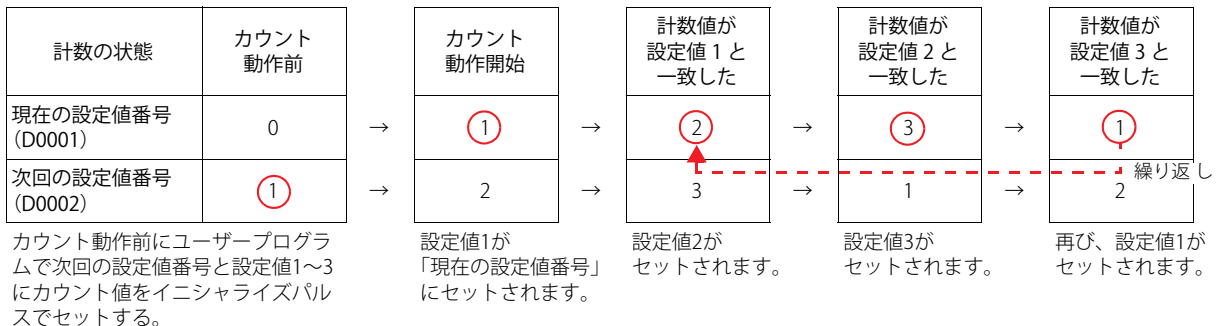 計数の状態
カウント
動作前
カウント
動作開始
計数値が
設定値 1 と
一致した
計数値が
設定値 2 と
一致した
計数値が
設定値 3 と
一致した
現在の設定値番号
（D0001）
0
→
1
→
2
→
3
→
1
繰り返し
次回の設定値番号
（D0002）
1
→
2
→
3
→
1
→
2
カウント動作前にユーザープログラ
ムで次回の設定値番号と設定値1～3
にカウント値をイニシャライズパル
スでセットする。
設定値1が
「現在の設定値番号」
にセットされます。
設定値2が
セットされます。
設定値3が
セットされます。
再び、設定値1が
セットされます。